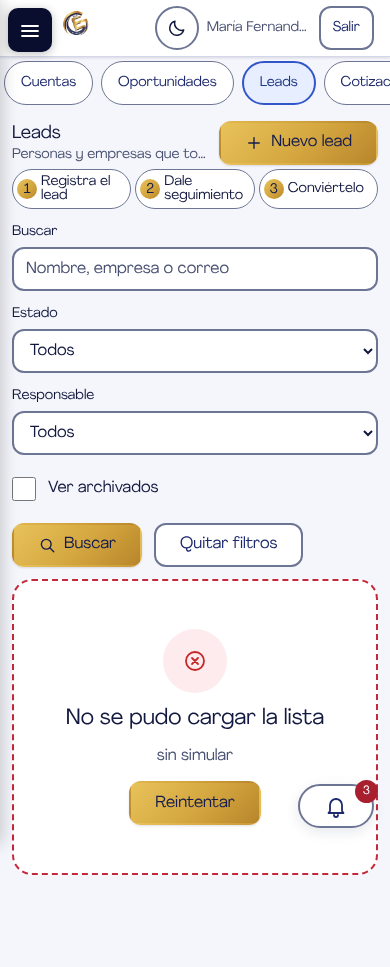 María Fernand...
Salir
Cuentas
Oportunidades
Leads
Cotizac
Leads
Personas y empresas que to...
Nuevo lead
1 Registra el
lead
2 Dale
seguimiento
3 Conviértelo
Buscar
Nombre, empresa o correo
Estado
Todos
Responsable
Todos
Ver archivados
Buscar
Quitar filtros
No se pudo cargar la lista
sin simular
Reintentar
3